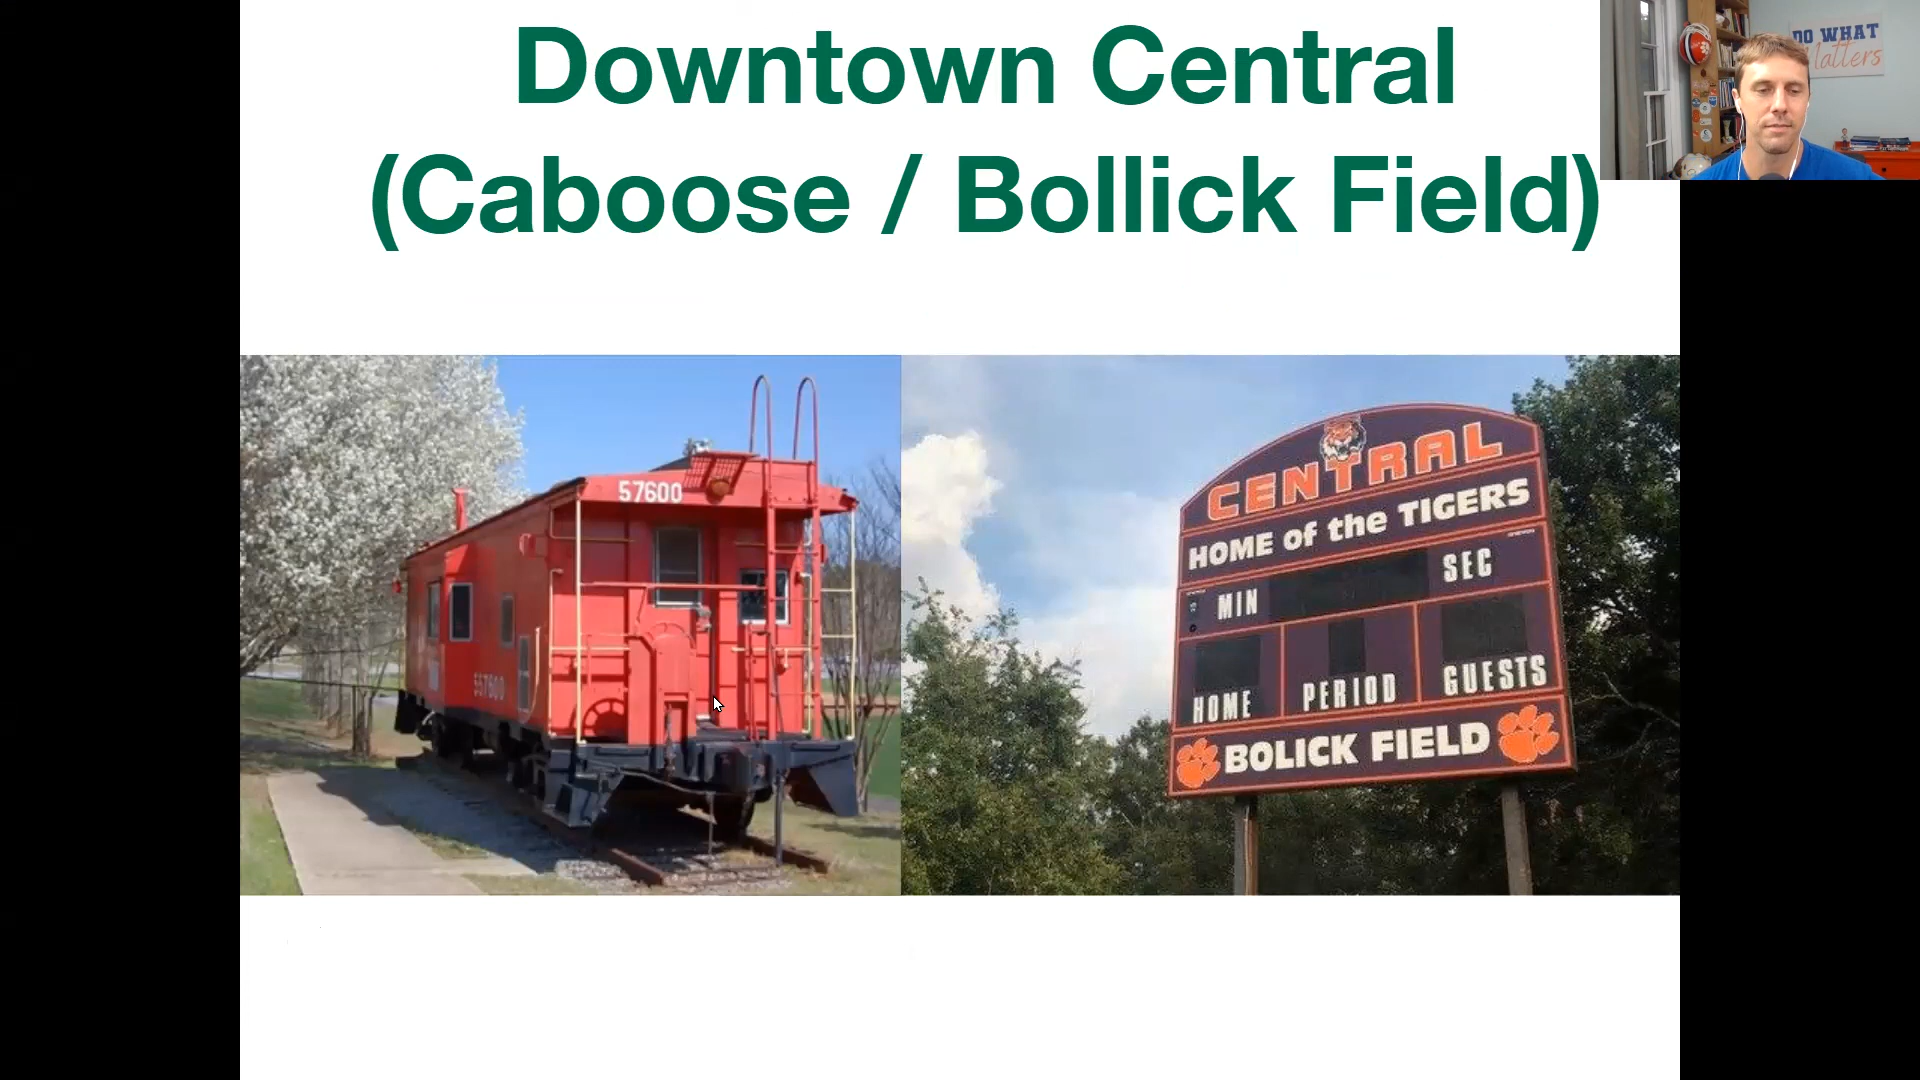 Downtown Central
(Caboose / Bollick Field)
DO WHAT
Matters
57600
CENTRAL
HOME of the TIGERS
MIN
SEC
HOME
PERIOD
GUESTS
BOLICK FIELD